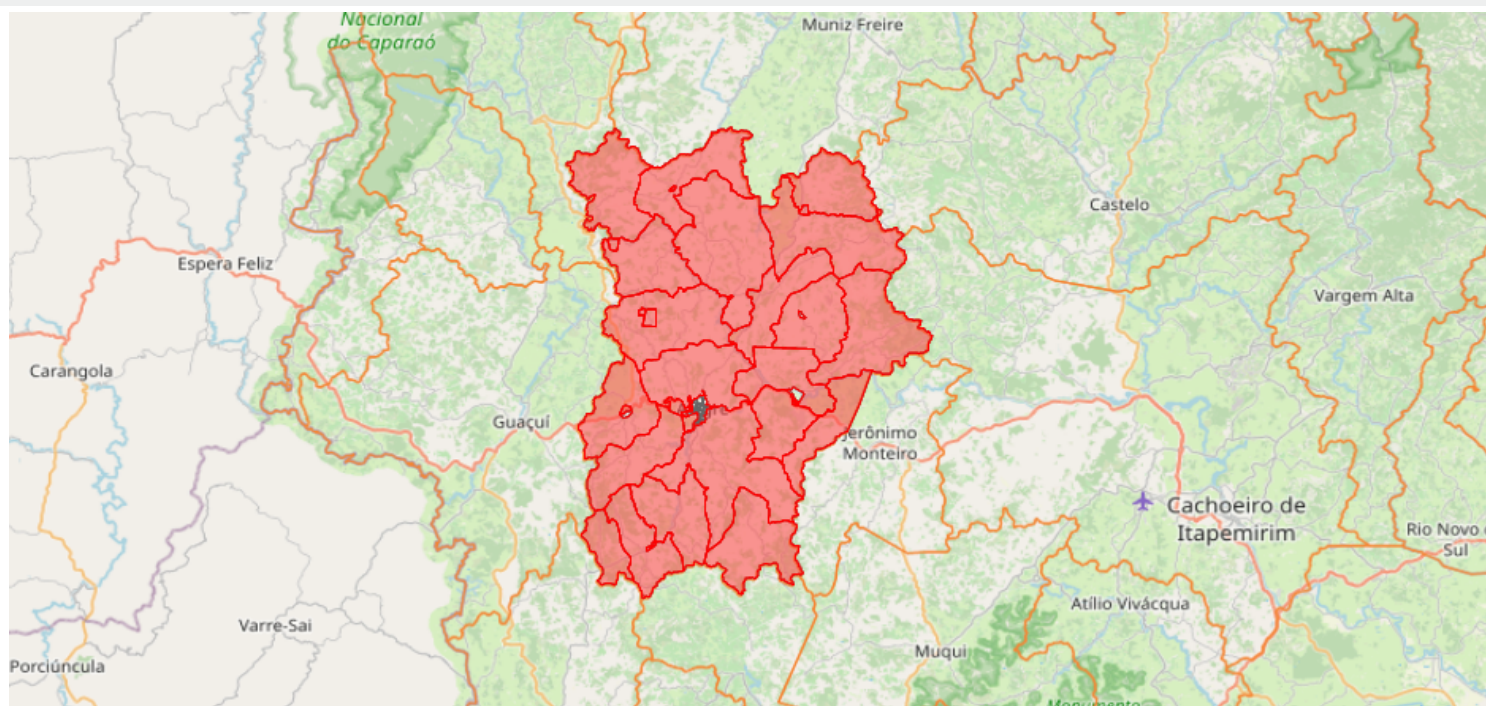 Nacional
do Caparaó
Muniz Freire
Castelo
Espera Feliz
Vargem Alta
Carangola
Guaçuí
Jerônimo
Monteiro
Cachoeiro de
Itapemirim
Rio Novo
Sul
Atílio Vivácqua
Varre-Sai
Muqui
Porciúncula
Monumento